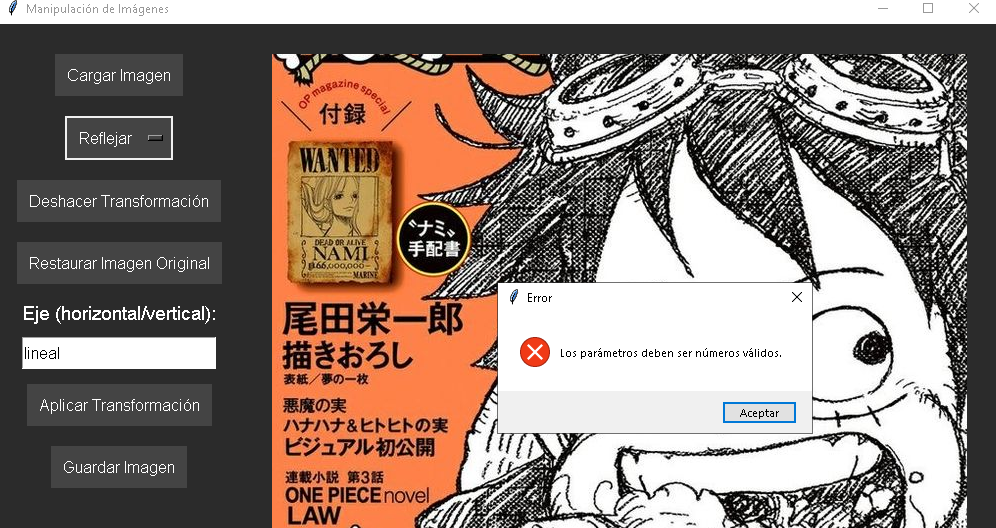 Manipulación de Imágenes
Cargar Imagen
Reflejar
Deshacer Transformación
Restaurar Imagen Original
Eje (horizontal/vertical):
lineal
Aplicar Transformación
Guardar Imagen
OP magazine special
付録
WANTED
DEAD OR ALIVE
NAMI
66,000,000-
MARINE
〝ナミ〟
手配書
尾田栄一郎
描きおろし
表紙／夢の一枚
悪魔の実
ハナハナ&ヒトヒトの実
ビジュアル初公開
連載小説 第3話
ONE PIECE novel
LAW
Error
Los parámetros deben ser números válidos.
Aceptar